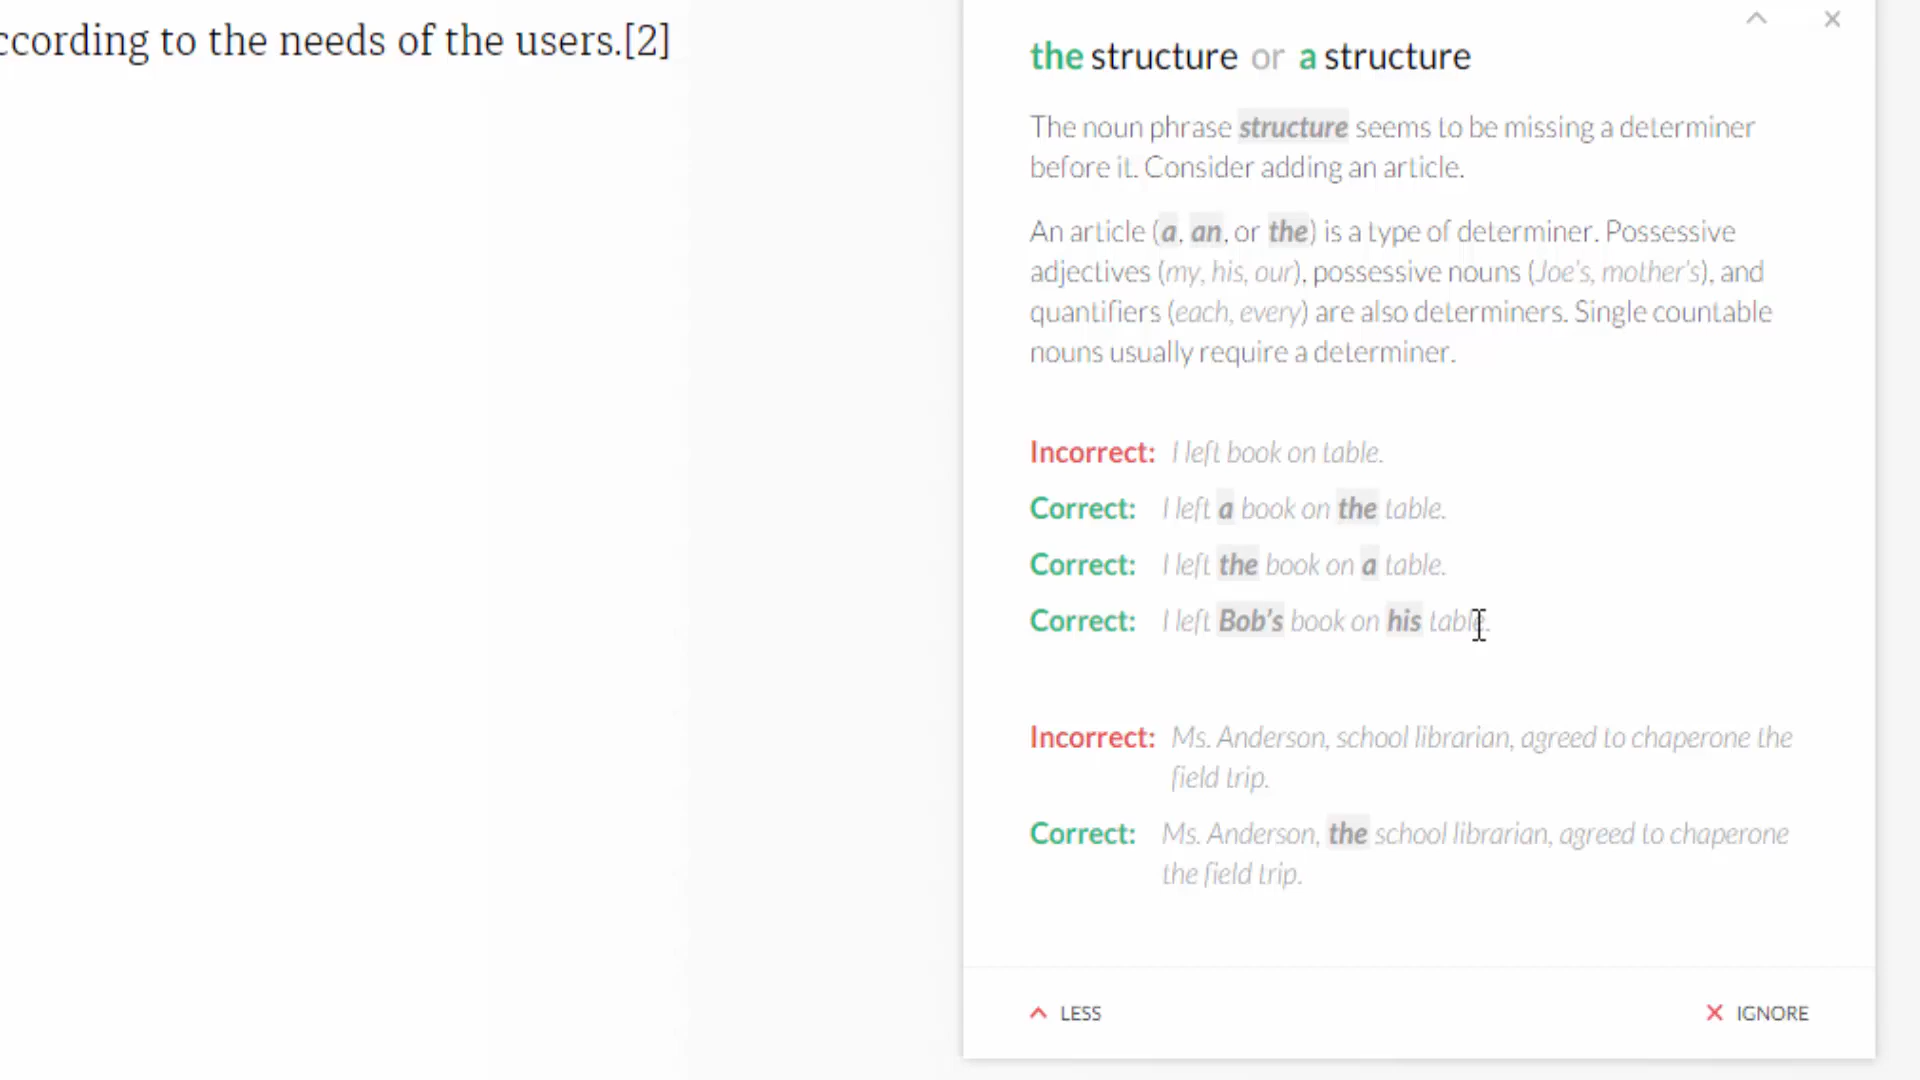 ccording to the needs of the users.[2]
the structure or a structure
The noun phrase structure seems to be missing a determiner
before it. Consider adding an article.
An article (a, an, or the) is a type of determiner. Possessive
adjectives (my, his, our), possessive nouns (Joe's, mother's), and
quantifiers (each, every) are also determiners. Single countable
nouns usually require a determiner.
Incorrect: I left book on table.
Correct: I left a book on the table.
Correct: I left the book on a table.
Correct: I left Bob's book on his table.
Incorrect: Ms. Anderson, school librarian, agreed to chaperone the
field trip.
Correct: Ms. Anderson, the school librarian, agreed to chaperone
the field trip.
LESS
IGNORE